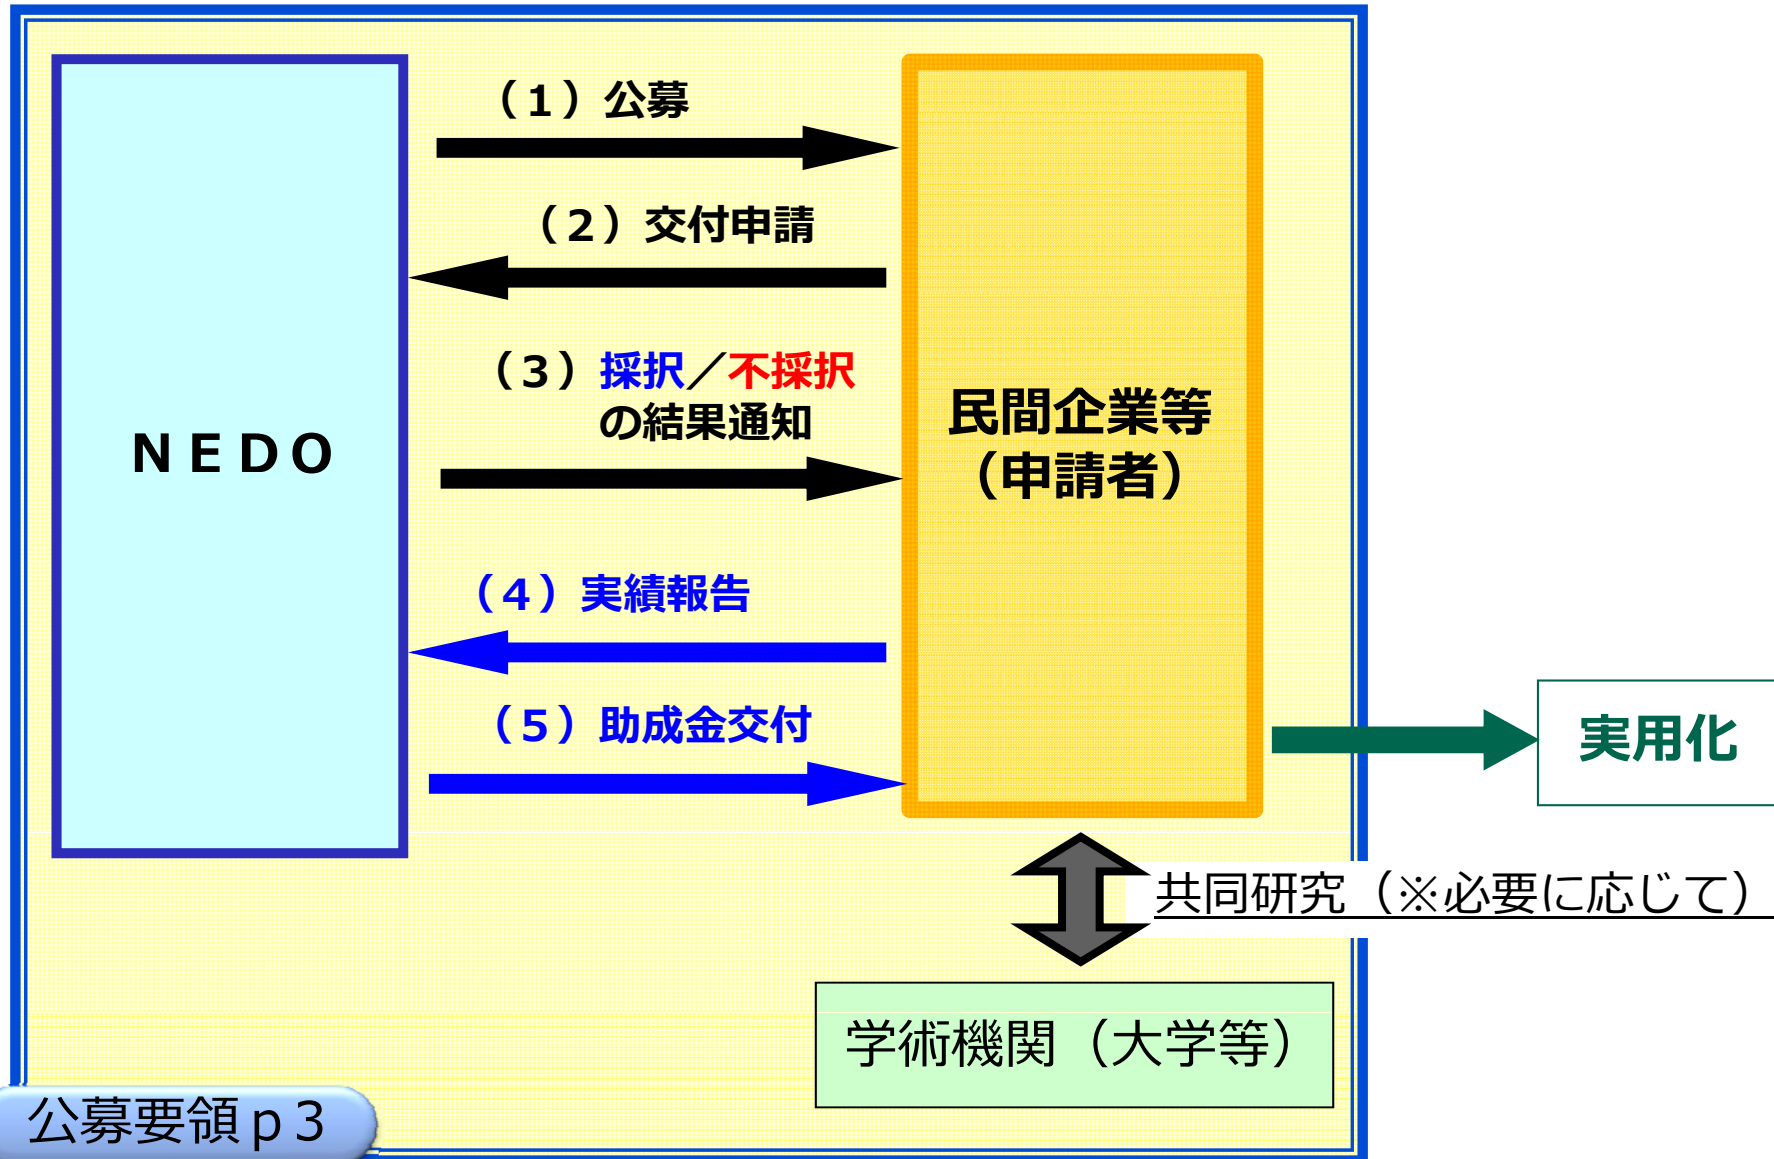 （１）公募
（２）交付申請
（３）採択／不採択
の結果通知
ＮＥＤＯ
民間企業等
（申請者）
（４）実績報告
（５）助成金交付
実用化
共同研究（※必要に応じて）
学術機関（大学等）
公募要領ｐ３